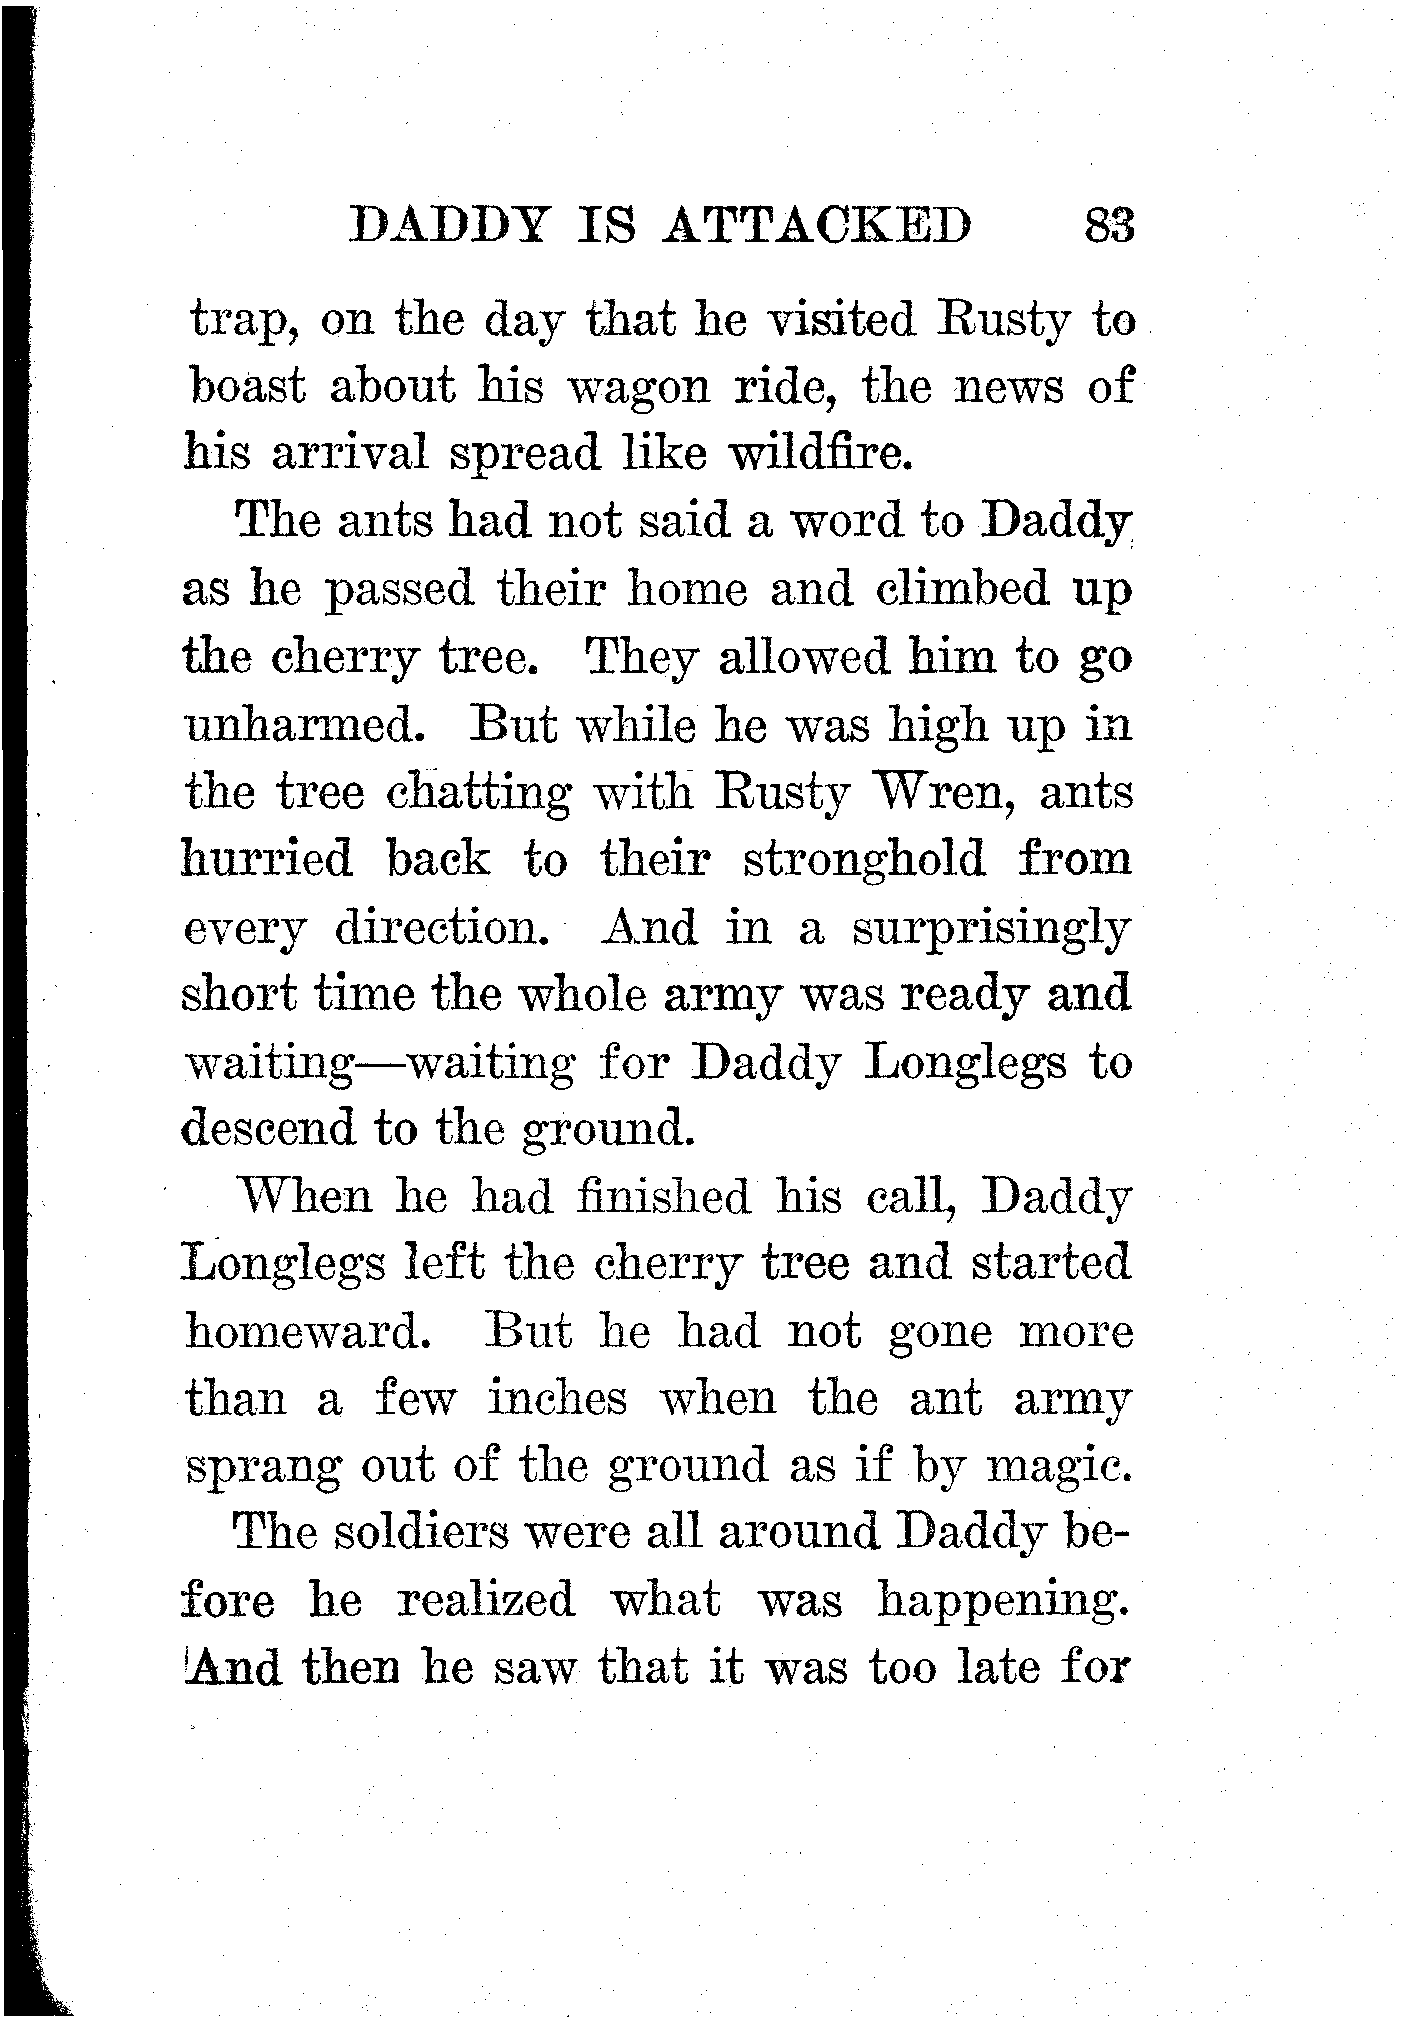 DADDY IS ATTACKED 83
trap, on the day that he visited Rusty to
boast about his wagon ride, the news of
his arrival spread like wildfire.
The ants had not said a word to Daddy
as he passed their home and climbed up
the cherry tree. They allowed him to go
unharmed. But while he was high up in
the tree chatting with Rusty Wren, ants
hurried back to their stronghold from
every direction. And in a surprisingly
short time the whole army was ready and
waiting—waiting for Daddy Longlegs to
descend to the ground.
When he had finished his call, Daddy
Longlegs left the cherry tree and started
homeward. But he had not gone more
than a few inches when the ant army
sprang out of the ground as if by magic.
The soldiers were all around Daddy be-
fore he realized what was happening.
And then he saw that it was too late for